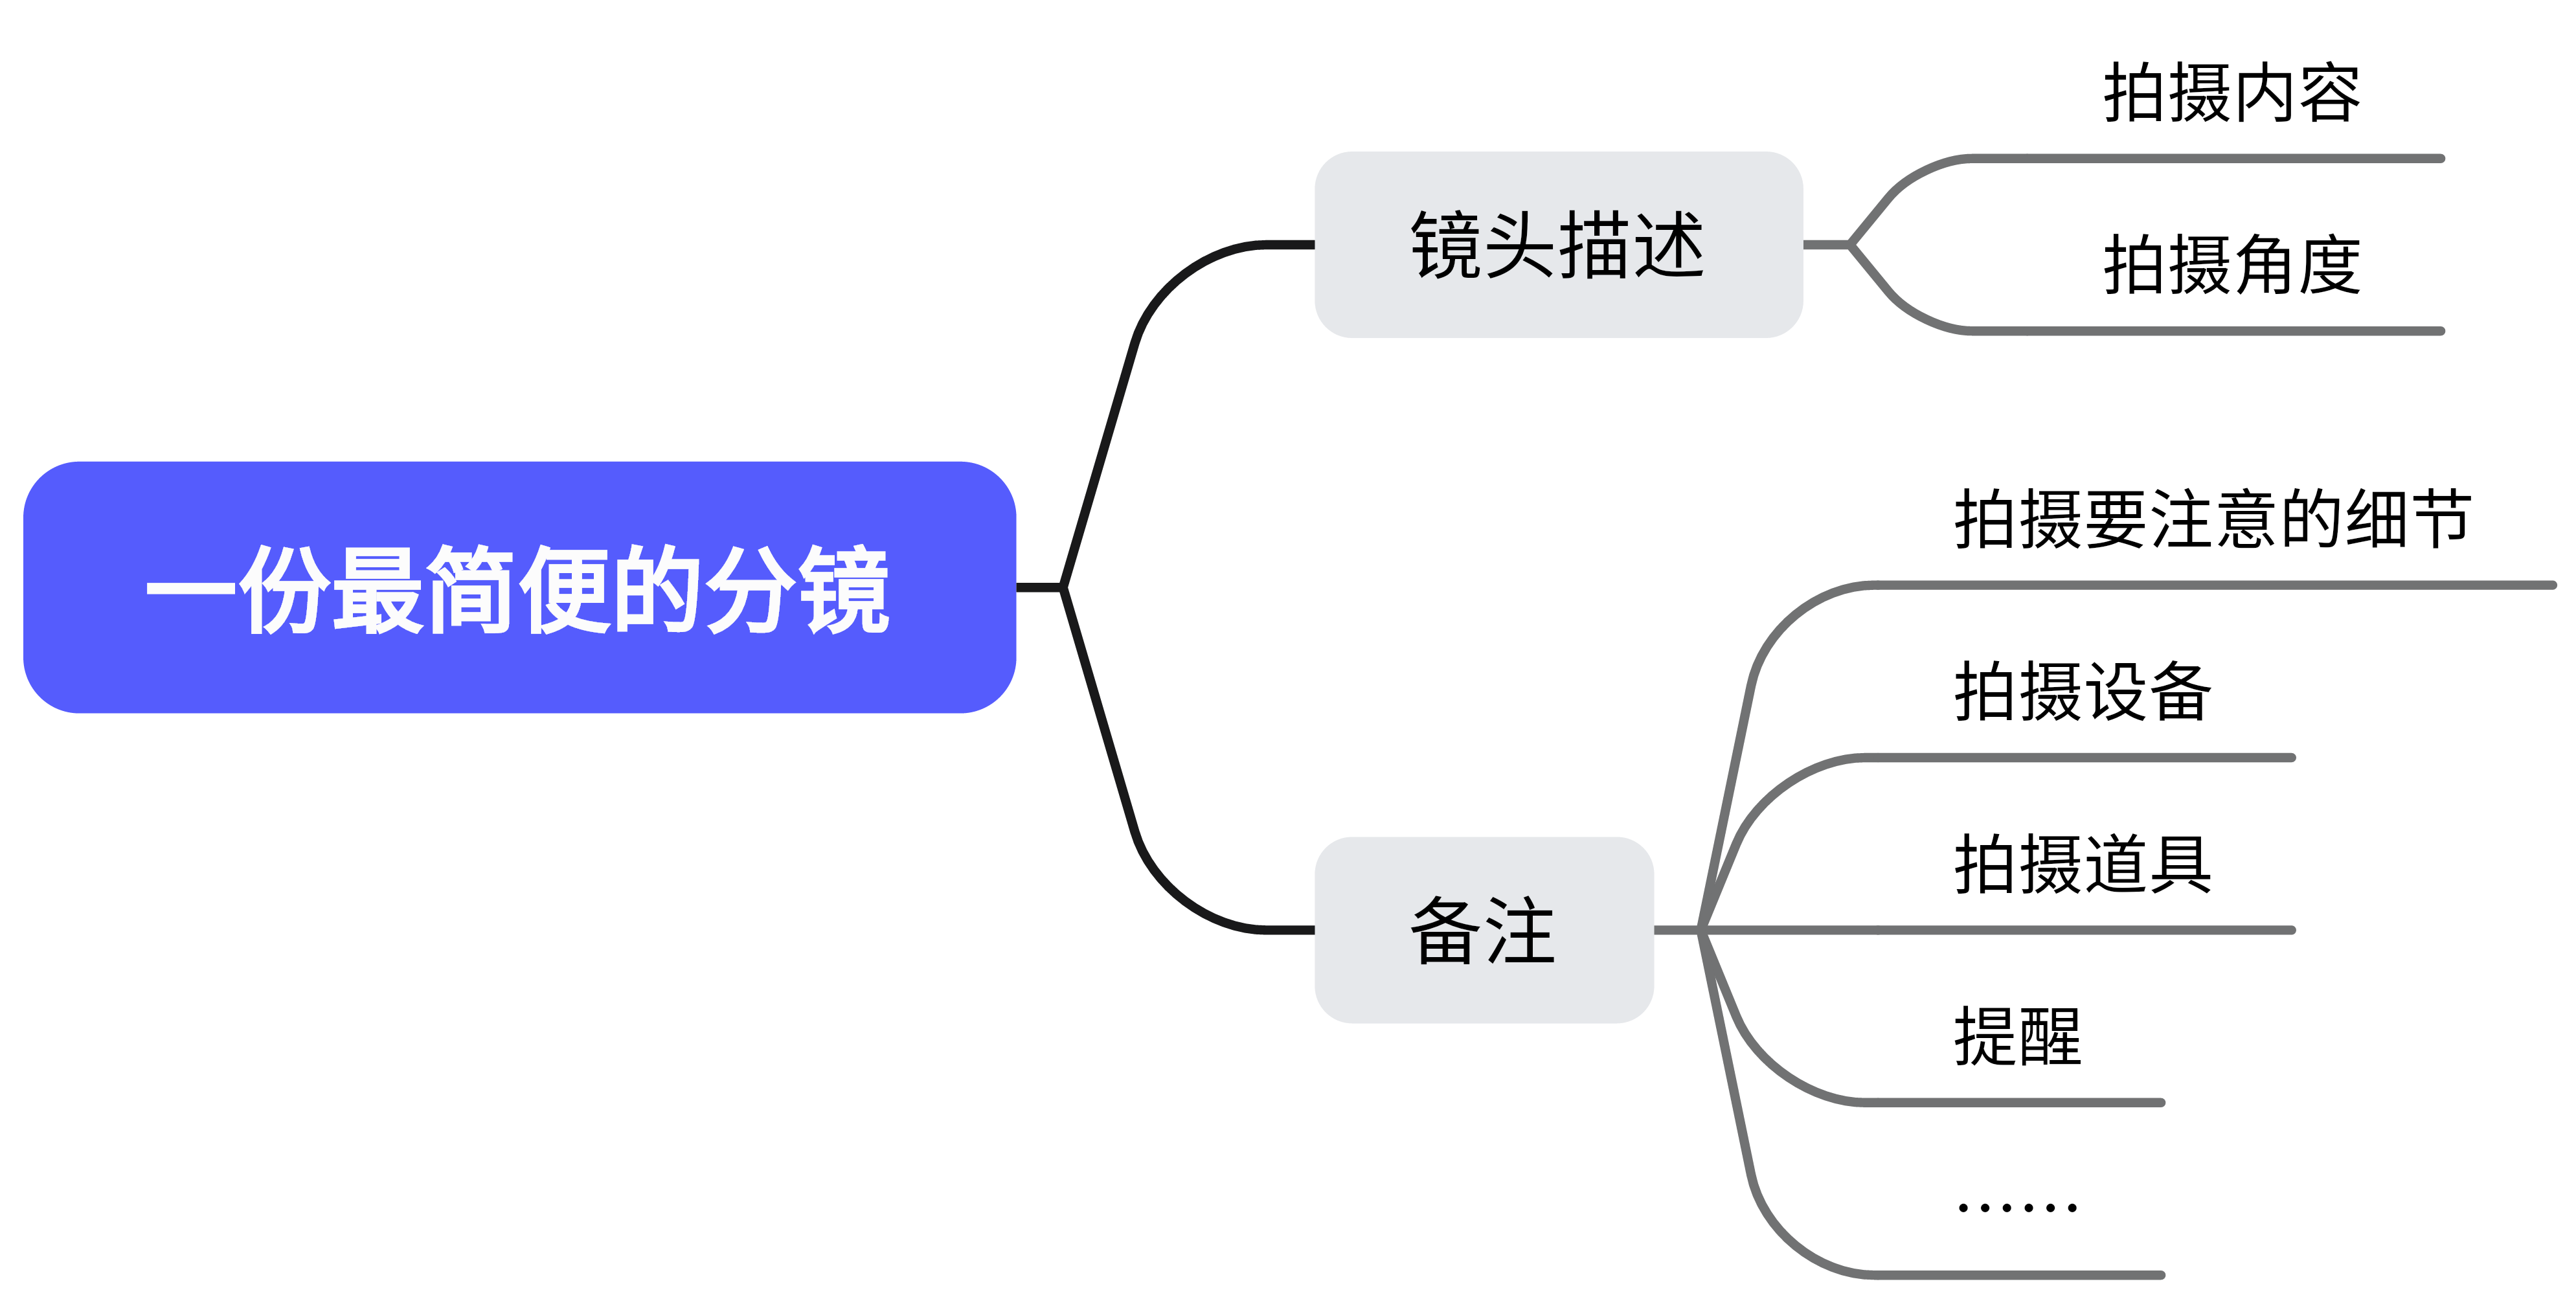 一份最简便的分镜
镜头描述
拍摄内容
拍摄角度
备注
拍摄要注意的细节
拍摄设备
拍摄道具
提醒
……